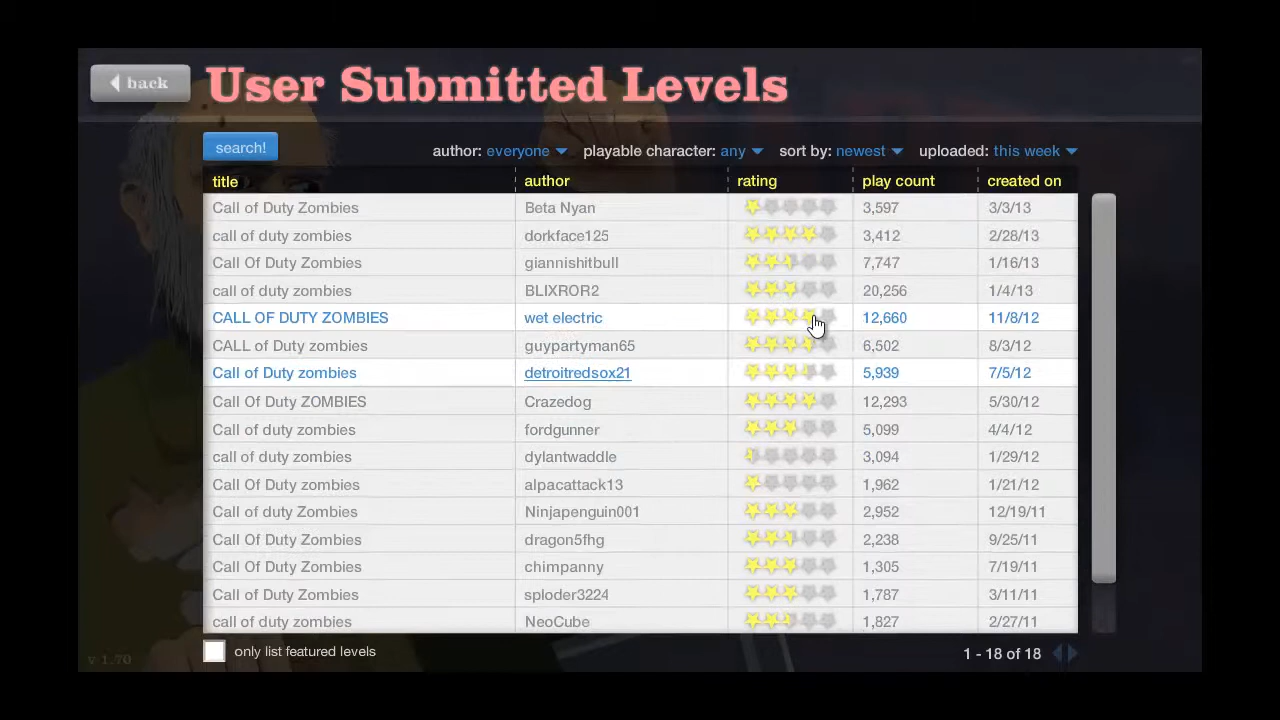 back
User Submitted Levels
search! author: everyone playable character: any sort by: newest uploaded: this week
title author rating play count created on
Call of Duty Zombies Beta Nyan 3,597 3/3/13
call of duty zombies dorkface125 3,412 2/28/13
Call Of Duty Zombies giannishitbull 7,747 1/16/13
call of duty zombies BLIXROR2 20,256 1/4/13
CALL OF DUTY ZOMBIES wet electric 12,660 11/8/12
CALL of Duty zombies guypartyman65 6,502 8/3/12
Call of Duty zombies detroitredsox21 5,939 7/5/12
Call Of Duty ZOMBIES Crazedog 12,293 5/30/12
Call of duty zombies fordgunner 5,099 4/4/12
call of duty zombies dylantwaddle 3,094 1/29/12
Call of Duty zombies alpacattack13 1,962 1/21/12
Call of duty Zombies Ninjapenguin001 2,952 12/19/11
Call Of Duty Zombies dragon5fhg 2,238 9/25/11
Call Of Duty Zombies chimpanny 1,305 7/19/11
Call of Duty Zombies sploder3224 1,787 3/11/11
call of duty zombies NeoCube 1,827 2/27/11
only list featured levels 1 - 18 of 18
v 1.70